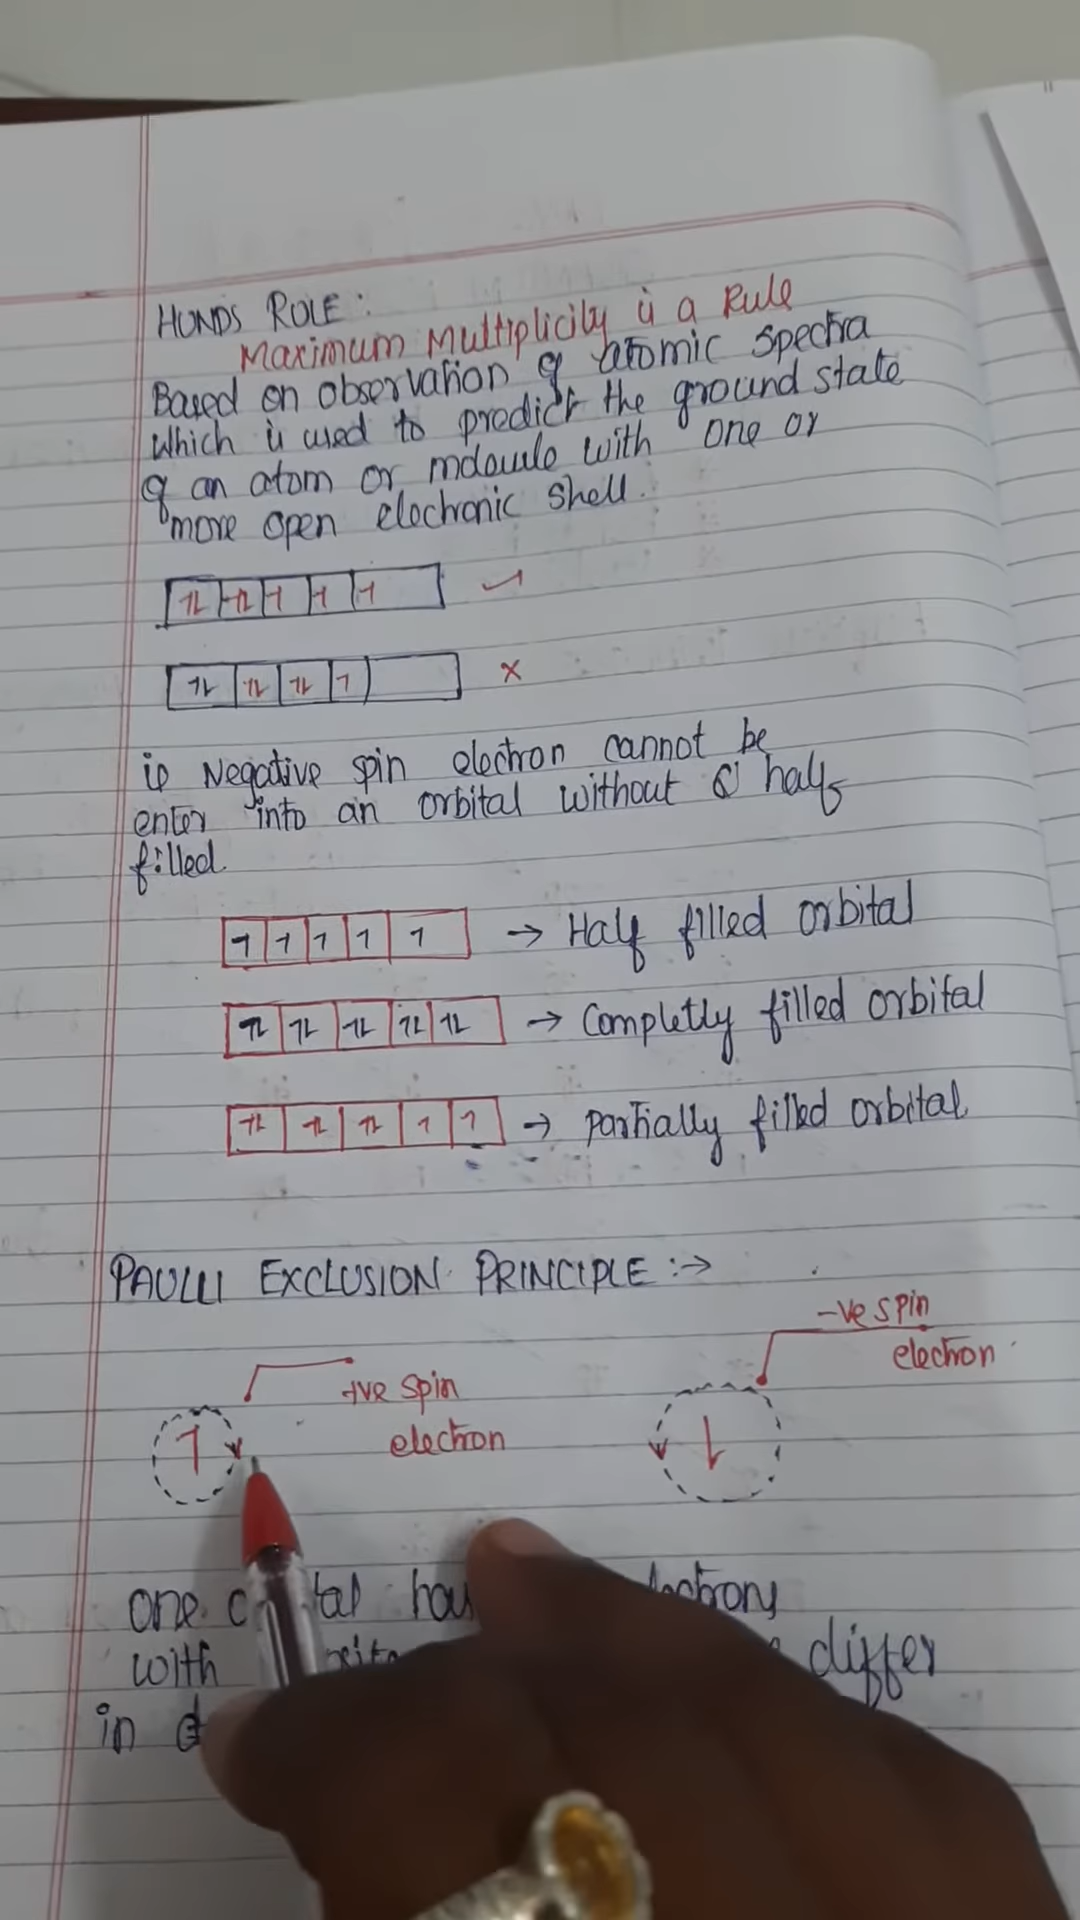 HUNDS RULE:
Maximum Multiplicity is a Rule
Based on observation of atomic spectra
which is used to predict the ground state
of an atom or molecule with one or
more open electronic shell.
ie Negative spin electron cannot be
enter into an orbital without half
filled.
→ Half filled orbital
→ Completly filled orbital
→ partially filled orbital
PAULLI EXCLUSION PRINCIPLE :→
-ve spin
electron
+ve spin
electron
one
with differ
in